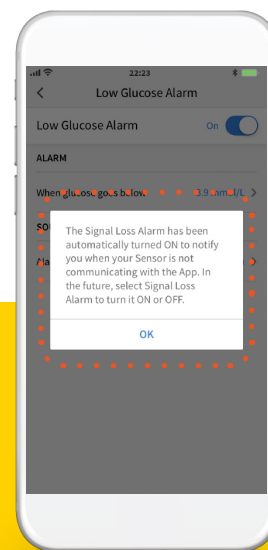 22:23
Low Glucose Alarm
Low Glucose Alarm On
ALARM
When glucose goes below 3.9 mmol/L
The Signal Loss Alarm has been
automatically turned ON to notify
you when your Sensor is not
communicating with the App. In
the future, select Signal Loss
Alarm to turn it ON or OFF.
OK